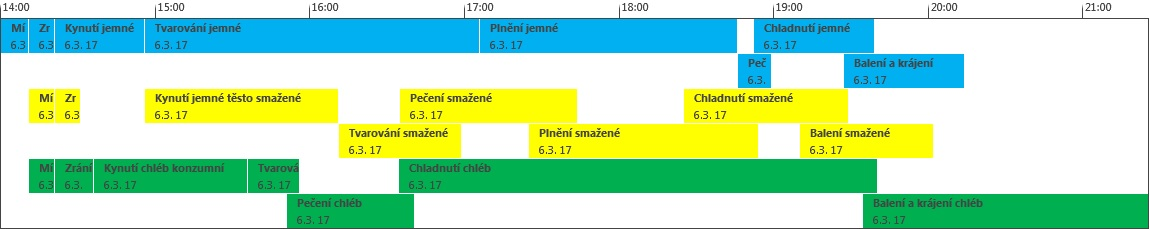 14:00 15:00 16:00 17:00 18:00 19:00 20:00 21:00
Mí Zr Kynutí jemné Tvarování jemné Plnění jemné Chladnutí jemné
6.3 6.3 6.3. 17 6.3. 17 6.3. 17 6.3. 17
Peč Balení a krájení
6.3. 6.3. 17
Mí Zr Kynutí jemné těsto smažené Pečení smažené Chladnutí smažené
6.3 6.3 6.3. 17 6.3. 17 6.3. 17
Tvarování smažené Plnění smažené Balení smažené
6.3. 17 6.3. 17 6.3. 17
Mí Zrání Kynutí chléb konzumní Tvarová Chladnutí chléb
6.3 6.3. 6.3. 17 6.3. 17 6.3. 17
Pečení chléb Balení a krájení chléb
6.3. 17 6.3. 17